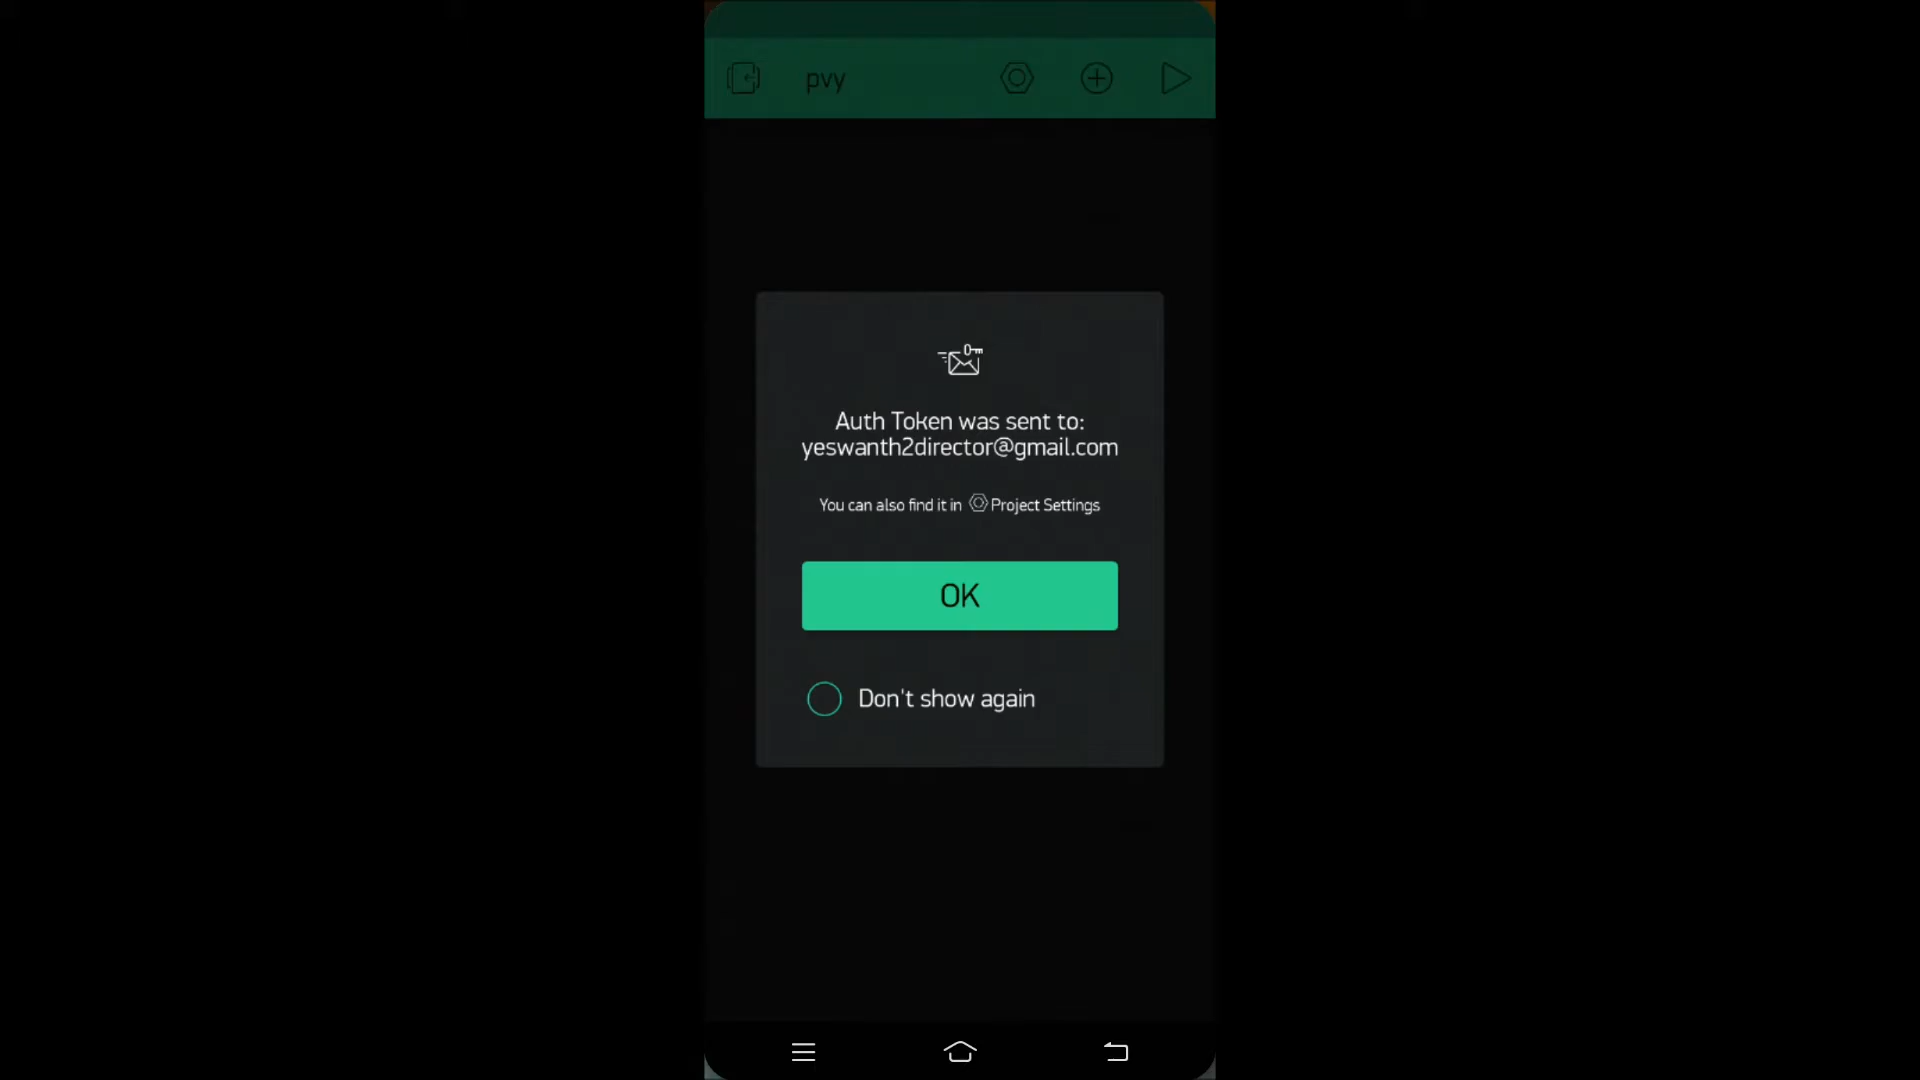 pvy
Auth Token was sent to:
yeswanth2director@gmail.com
You can also find it in Project Settings
OK
Don't show again